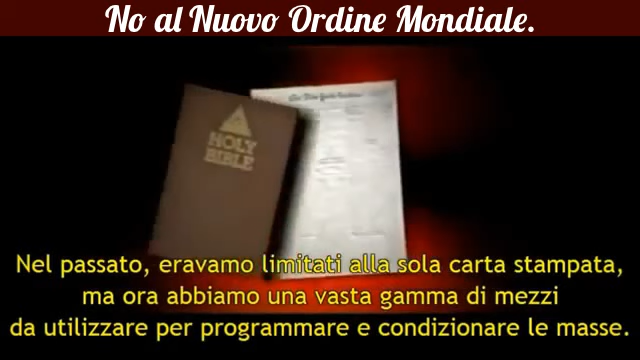 No al Nuovo Ordine Mondiale.
HOLY
BIBLE
Nel passato, eravamo limitati alla sola carta stampata,
ma ora abbiamo una vasta gamma di mezzi
da utilizzare per programmare e condizionare le masse.